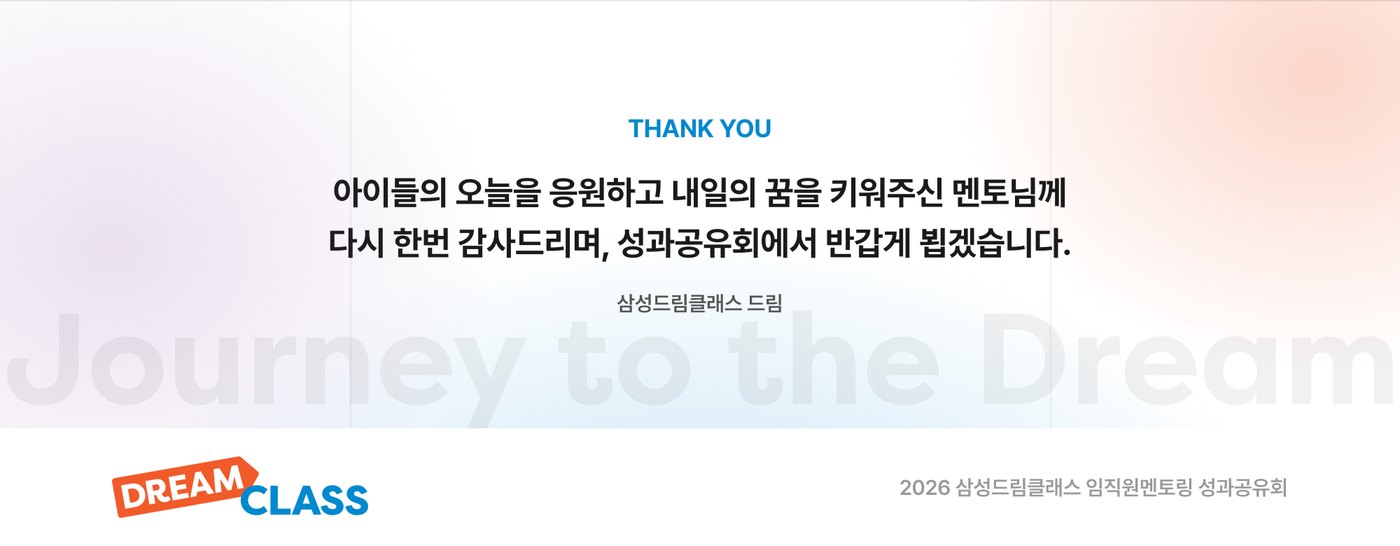 THANK YOU
아이들의 오늘을 응원하고 내일의 꿈을 키워주신 멘토님께
다시 한번 감사드리며, 성과공유회에서 반갑게 뵙겠습니다.
삼성드림클래스 드림
Journey to the Dream
DREAM
CLASS
2026 삼성드림클래스 임직원멘토링 성과공유회